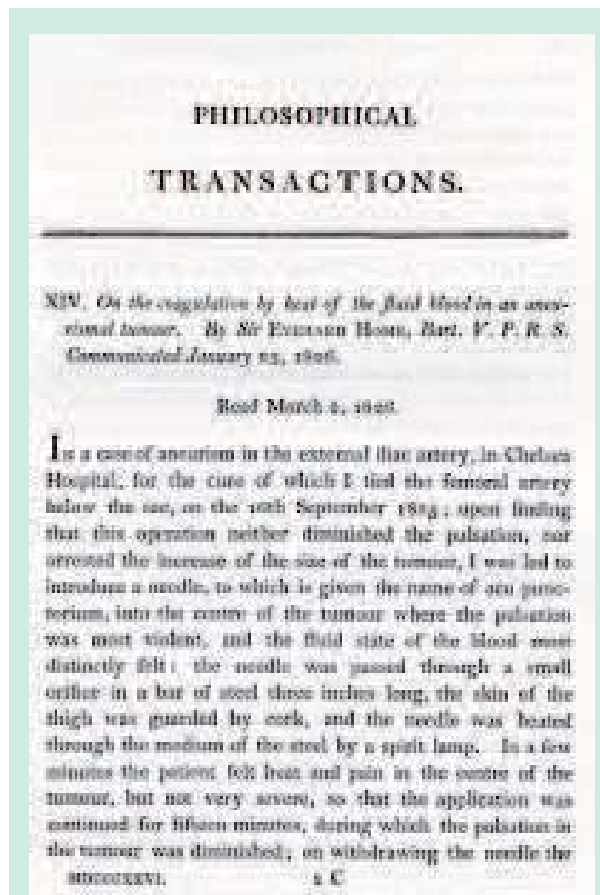 PHILOSOPHICAL
TRANSACTIONS.
XIV. On the coagulation by heat of the fluid blood in an aneu-
rismal tumour. By Sir EVERARD HOME, Bart. V. P. R. S.
Communicated January 1826.
Read March 1826.
In a case of aneurism in the external iliac artery, in Chelsea
Hospital, for the cure of which I tied the femoral artery
below the sac, on the 10th September upon finding
that this operation neither diminished the pulsation, nor
arrested the increase of the size of the tumour, I was led to
introduce a needle, to which is given the name of acu punc-
torium, into the centre of the tumour where the pulsation
was most violent, and the fluid state of the blood most
distinctly felt: the needle was passed through a small
orifice in a bar of steel three inches long, the skin of the
thigh was guarded by cork, and the needle was heated
through the medium of the steel by a spirit lamp. In a few
minutes the patient felt heat and pain in the centre of the
tumour, but not very severe, so that the application was
continued for fifteen minutes, during which the pulsation in
the tumour was diminished; on withdrawing the needle the
MDCCCXXVI. 2 C